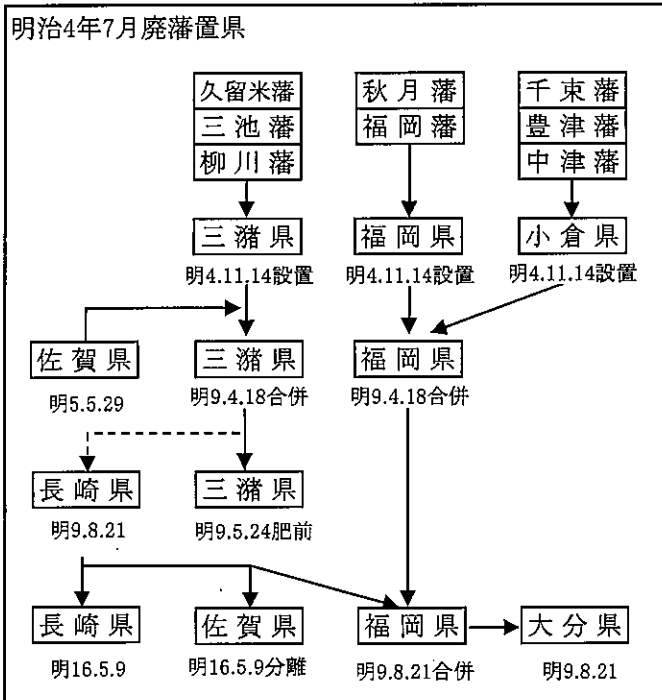 明治4年7月廃藩置県
久留米藩
三池藩
柳川藩
秋月藩
福岡藩
千束藩
豊津藩
中津藩
三潴県
福岡県
小倉県
明4.11.14設置
明4.11.14設置
明4.11.14設置
佐賀県
三潴県
福岡県
明5.5.29
明9.4.18合併
明9.4.18合併
長崎県
三潴県
明9.8.21
明9.5.24肥前
長崎県
佐賀県
福岡県
大分県
明16.5.9
明16.5.9分離
明9.8.21合併
明9.8.21